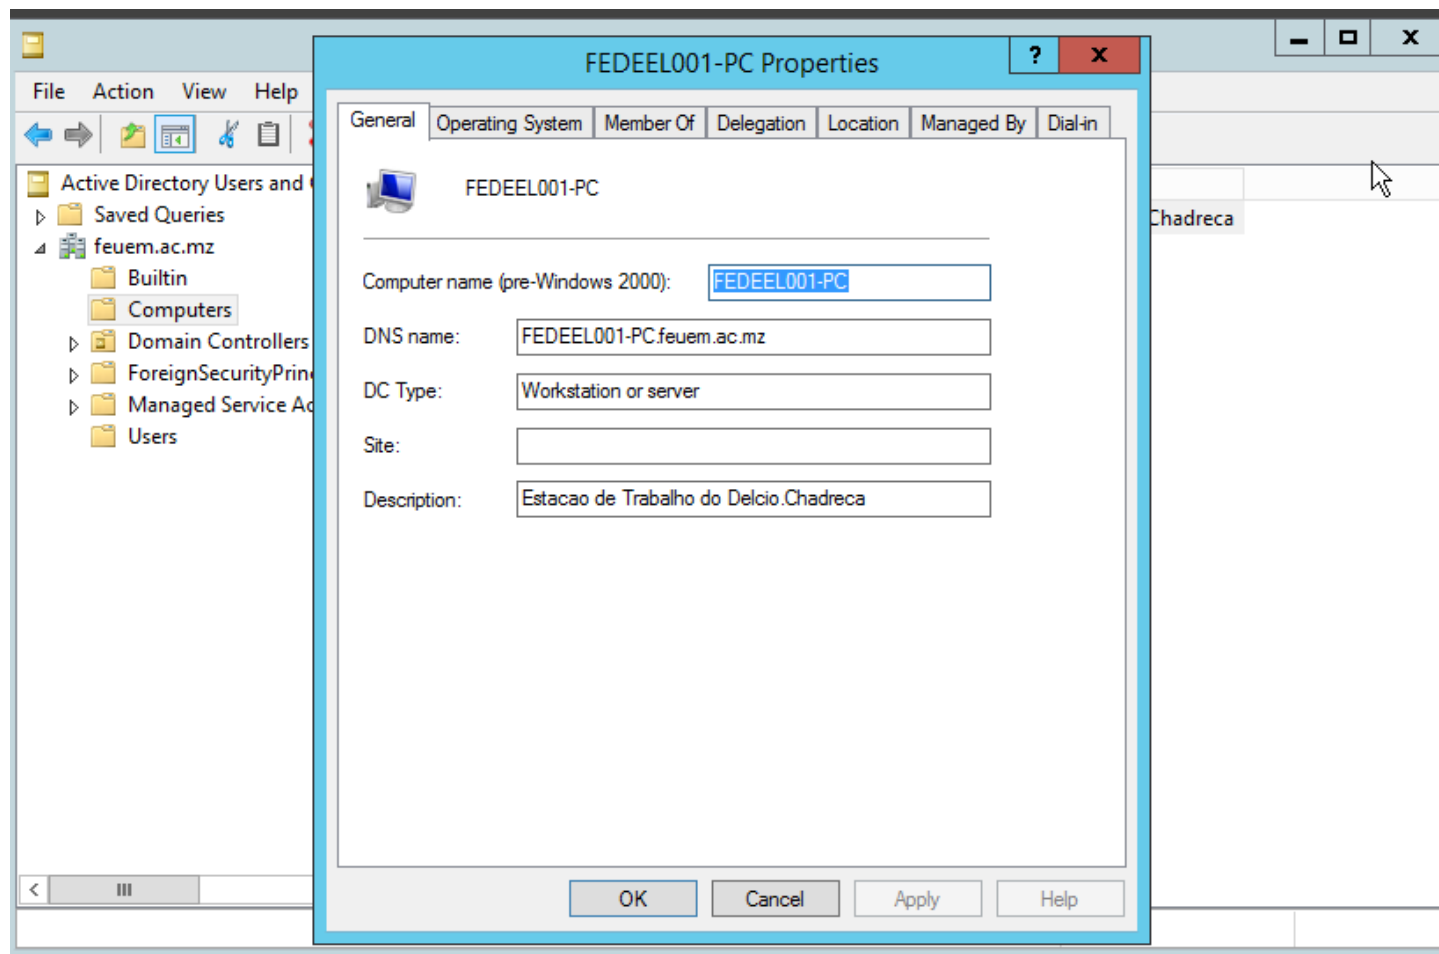 FEDEEL001-PC Properties
?
x
File Action View Help
General
Operating System
Member Of
Delegation
Location
Managed By
Dial-in
Active Directory Users and
Saved Queries
feuem.ac.mz
Builtin
Computers
Domain Controllers
ForeignSecurityPrin
Managed Service Ac
Users
FEDEEL001-PC
Chadreca
Computer name (pre-Windows 2000): FEDEEL001-PC
DNS name: FEDEEL001-PC.feuem.ac.mz
DC Type: Workstation or server
Site:
Description: Estacao de Trabalho do Delcio.Chadreca
OK
Cancel
Apply
Help